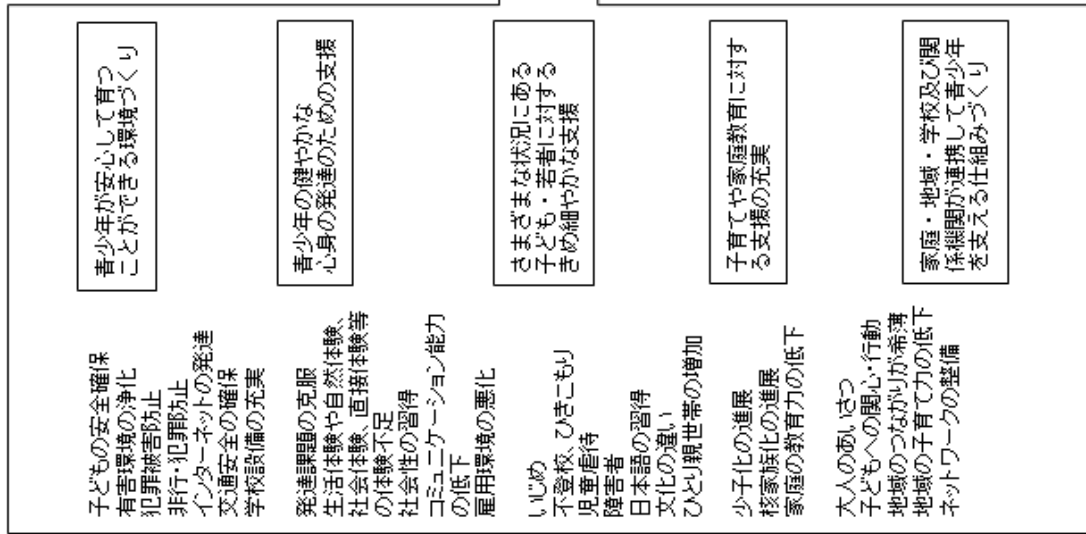 青少年が安心して育つ
ことができる環境づくり
子どもの安全確保
有害環境の浄化
犯罪被害防止
非行・犯罪防止
インターネットの発達
交通安全の確保
学校設備の充実
青少年の健やかな
心身の発達のための支援
発達課題の克服
生活体験や自然体験、
社会体験、直接体験等
の体験不足
社会性の習得
コミュニケーション能力
の低下
雇用環境の悪化
さまざまな状況にある
子ども・若者に対する
きめ細やかな支援
いじめ
不登校、ひきこもり
児童虐待
障害者
日本語の習得
文化の違い
ひとり親世帯の増加
子育てや家庭教育に対す
る支援の充実
少子化の進展
核家族化の進展
家庭の教育力の低下
家庭・地域・学校及び関
係機関が連携して青少年
を支える仕組みづくり
大人のあいさつ
子どもへの関心・行動
地域のつながりが希薄
地域の子育て力の低下
ネットワークの整備